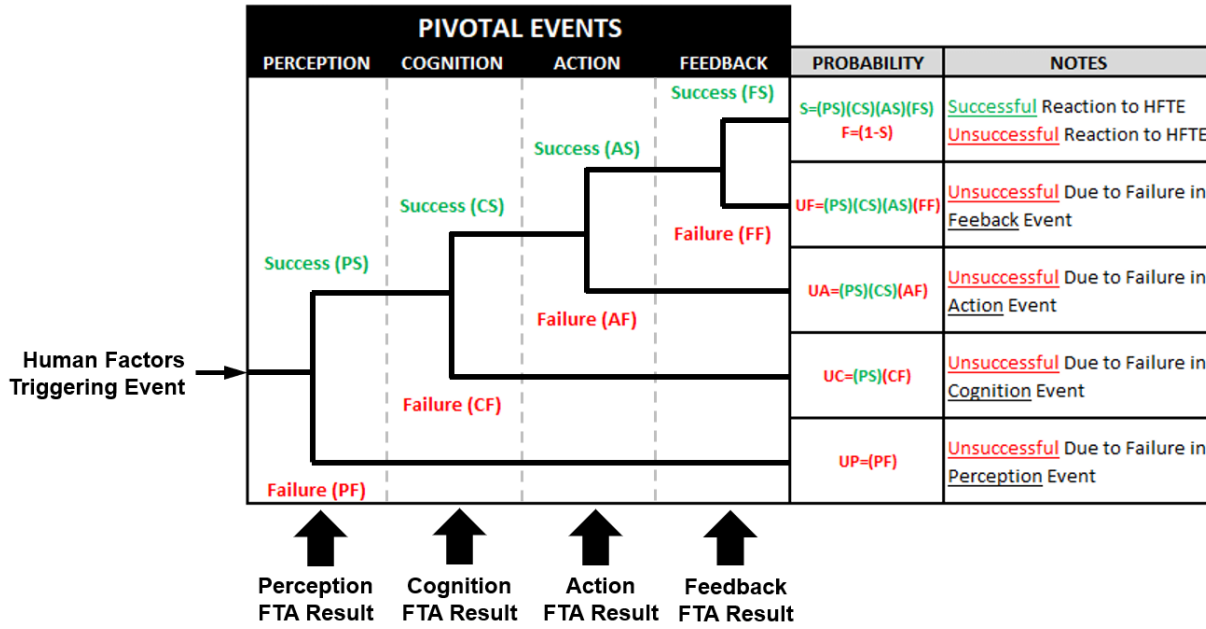 PIVOTAL EVENTS
PERCEPTION COGNITION ACTION FEEDBACK PROBABILITY NOTES
Success (FS)
S=(PS)(CS)(AS)(FS)
F=(1-S)
Successful Reaction to HFTE
Unsuccessful Reaction to HFTE
Success (AS)
Success (CS)
Failure (FF)
UF=(PS)(CS)(AS)(FF)
Unsuccessful Due to Failure in
Feeback Event
Success (PS)
Failure (AF)
UA=(PS)(CS)(AF)
Unsuccessful Due to Failure in
Action Event
Human Factors
Triggering Event
Failure (CF)
UC=(PS)(CF)
Unsuccessful Due to Failure in
Cognition Event
Failure (PF)
UP=(PF)
Unsuccessful Due to Failure in
Perception Event
Perception
FTA Result
Cognition
FTA Result
Action
FTA Result
Feedback
FTA Result